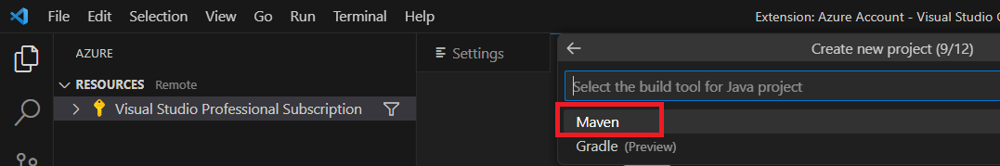 File Edit Selection View Go Run Terminal Help Extension: Azure Account - Visual Studio
AZURE
RESOURCES Remote
Visual Studio Professional Subscription
Settings
Create new project (9/12)
Select the build tool for Java project
Maven
Gradle (Preview)